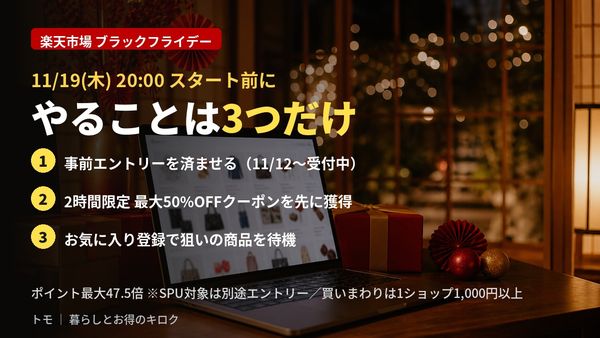 楽天市場 ブラックフライデー
11/19(木) 20:00 スタート前に
やることは3つだけ
1 事前エントリーを済ませる（11/12〜受付中）
2 2時間限定 最大50%OFFクーポンを先に獲得
3 お気に入り登録で狙いの商品を待機
ポイント最大47.5倍 ※SPU対象は別途エントリー／買いまわりは1ショップ1,000円以上
トモ｜暮らしとお得のキロク